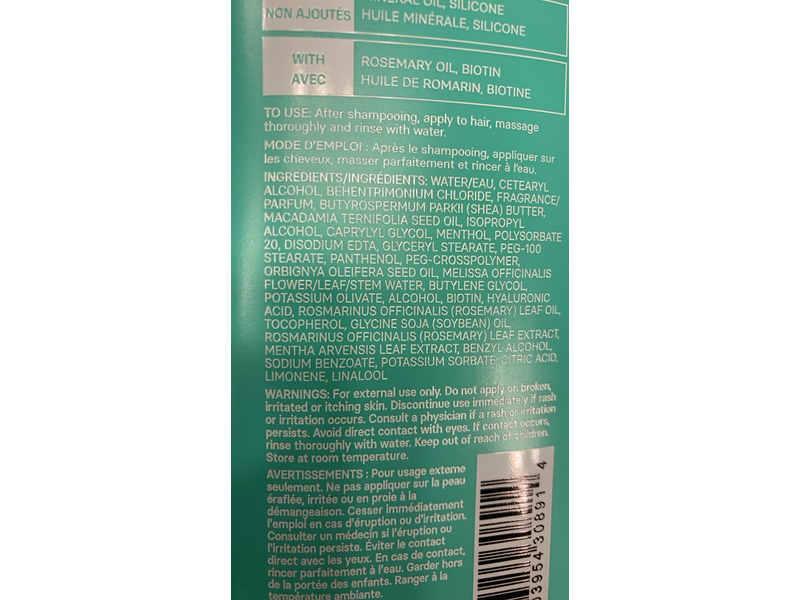 MINERAL OIL, SILICONE
NON AJOUTÉS
HUILE MINÉRALE, SILICONE
WITH
AVEC
ROSEMARY OIL, BIOTIN
HUILE DE ROMARIN, BIOTINE
TO USE: After shampooing, apply to hair, massage
thoroughly and rinse with water.
MODE D'EMPLOI : Après le shampooing, appliquer sur
les cheveux, masser parfaitement et rincer à l'eau.
INGREDIENTS/INGRÉDIENTS: WATER/EAU, CETEARYL
ALCOHOL, BEHENTRIMONIUM CHLORIDE, FRAGRANCE/
PARFUM, BUTYROSPERMUM PARKII (SHEA) BUTTER,
MACADAMIA TERNIFOLIA SEED OIL, ISOPROPYL
ALCOHOL, CAPRYLYL GLYCOL, MENTHOL, POLYSORBATE
20, DISODIUM EDTA, GLYCERYL STEARATE, PEG-100
STEARATE, PANTHENOL, PEG-CROSSPOLYMER,
ORBIGNYA OLEIFERA SEED OIL, MELISSA OFFICINALIS
FLOWER/LEAF/STEM WATER, BUTYLENE GLYCOL,
POTASSIUM OLIVATE, ALCOHOL, BIOTIN, HYALURONIC
ACID, ROSMARINUS OFFICINALIS (ROSEMARY) LEAF OIL,
TOCOPHEROL, GLYCINE SOJA (SOYBEAN) OIL,
ROSMARINUS OFFICINALIS (ROSEMARY) LEAF EXTRACT,
MENTHA ARVENSIS LEAF EXTRACT, BENZYL ALCOHOL,
SODIUM BENZOATE, POTASSIUM SORBATE, CITRIC ACID,
LIMONENE, LINALOOL
WARNINGS: For external use only. Do not apply on broken,
irritated or itching skin. Discontinue use immediately if rash
or irritation occurs. Consult a physician if a rash or irritation
persists. Avoid direct contact with eyes. If contact occurs,
rinse thoroughly with water. Keep out of reach of children.
Store at room temperature.
AVERTISSEMENTS : Pour usage externe
seulement. Ne pas appliquer sur la peau
éraflée, irritée ou en proie à la
démangeaison. Cesser immédiatement
l'emploi en cas d'éruption ou d'irritation.
Consulter un médecin si l'éruption ou
l'irritation persiste. Éviter le contact
direct avec les yeux. En cas de contact,
rincer parfaitement à l'eau. Garder hors
de la portée des enfants. Ranger à la
température ambiante.
03954 30891 4